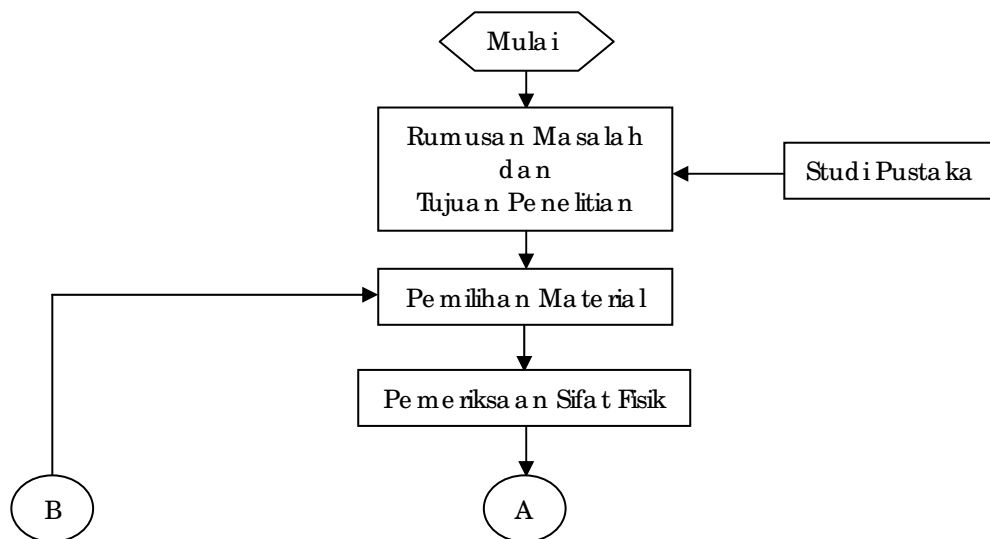 Mulai
Rumusan Masalah
dan
Tujuan Penelitian
Studi Pustaka
Pemilihan Material
Pemeriksaan Sifat Fisik
B
A